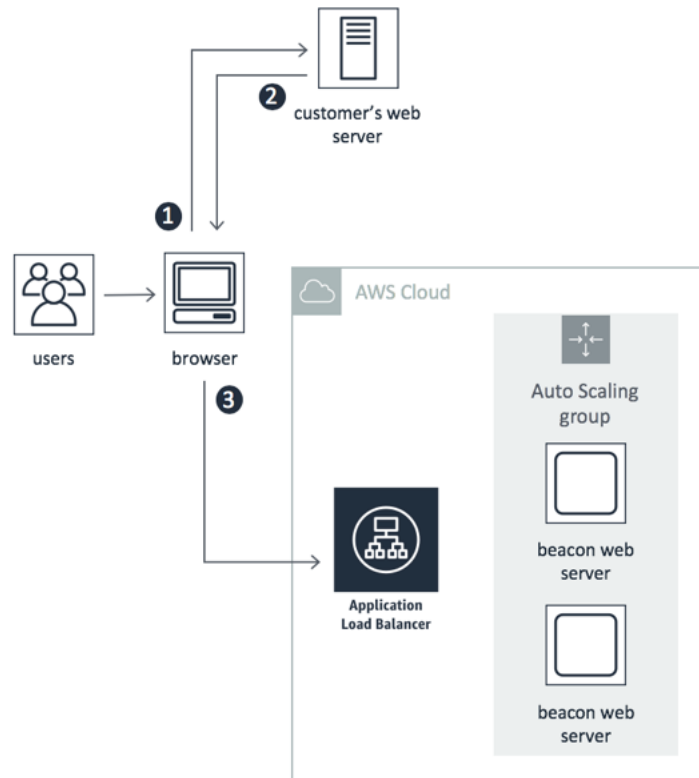 2
customer's web
server
1
users
browser
AWS Cloud
3
Auto Scaling
group
beacon web
server
Application
Load Balancer
beacon web
server